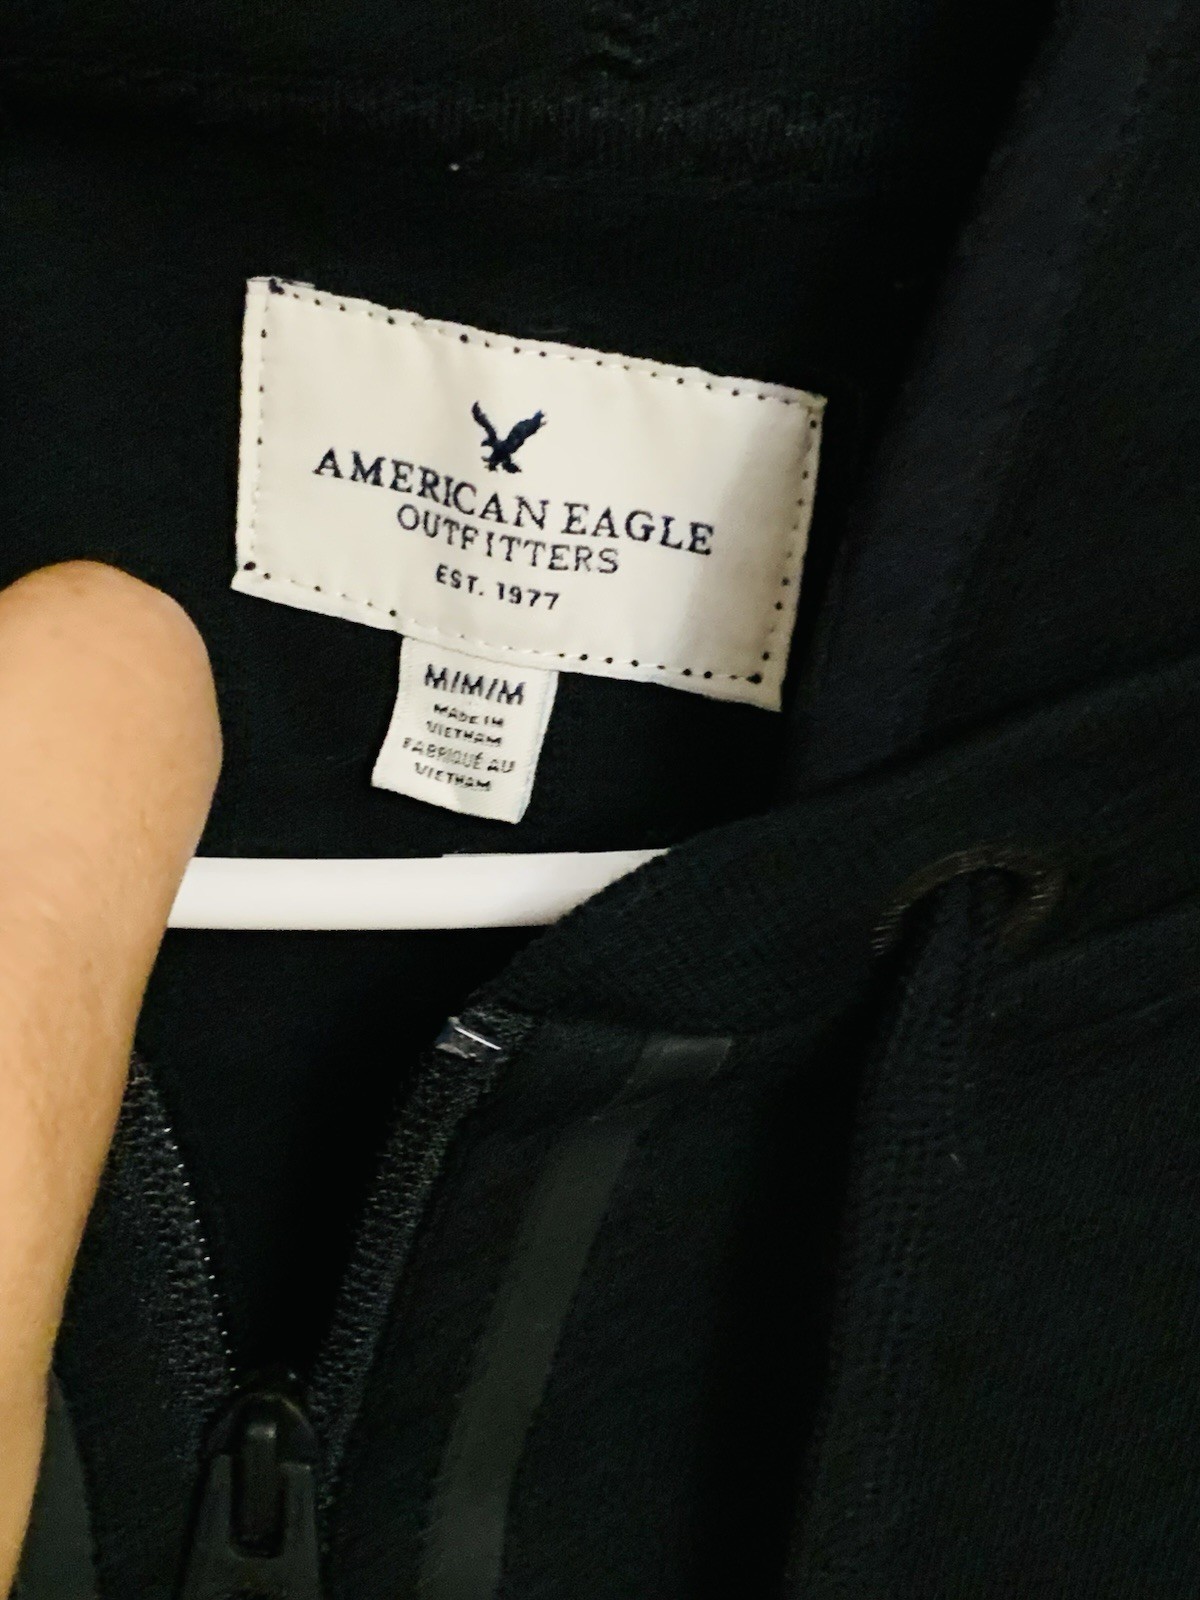 AMERICAN EAGLE
OUTFITTERS
EST. 1977
M/M/M
MADE IN
VIETNAM
FABRIQUÉ AU
VIETNAM